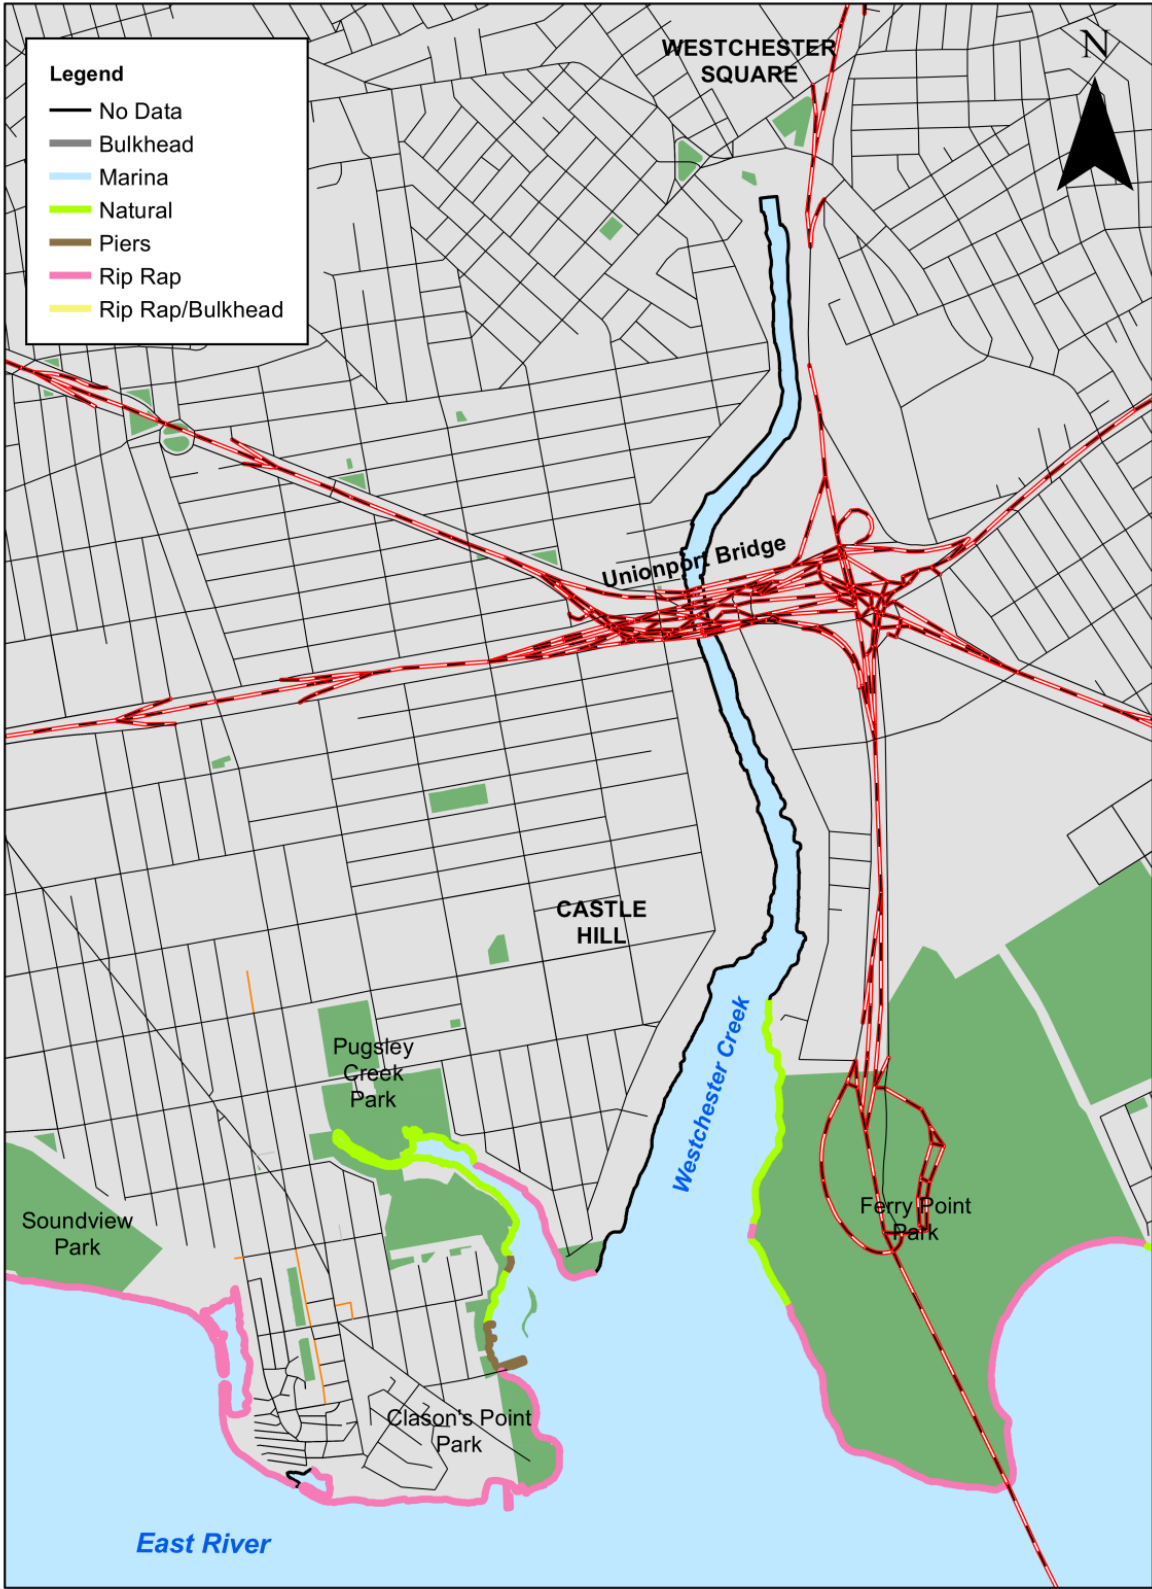 WESTCHESTER
SQUARE
N
Legend
No Data
Bulkhead
Marina
Natural
Piers
Rip Rap
Rip Rap/Bulkhead
Unionport Bridge
CASTLE
HILL
Westchester Creek
Pugsley
Creek
Park
Soundview
Park
Ferry Point
Park
Clason's Point
Park
East River